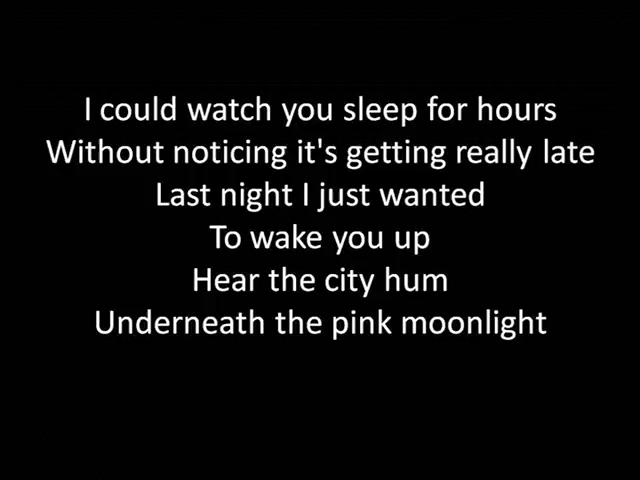 I could watch you sleep for hours
Without noticing it's getting really late
Last night I just wanted
To wake you up
Hear the city hum
Underneath the pink moonlight